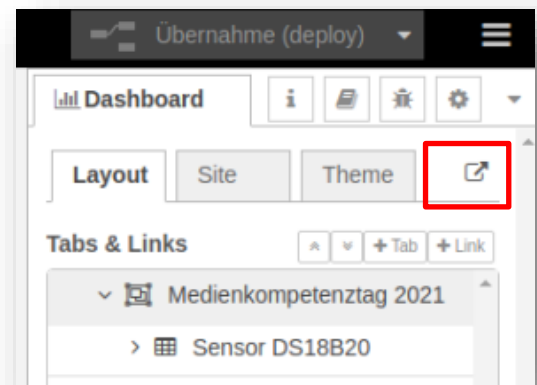 Übernahme (deploy)
Dashboard i
Layout Site Theme
Tabs & Links + Tab + Link
Medienkompetenztag 2021
Sensor DS18B20